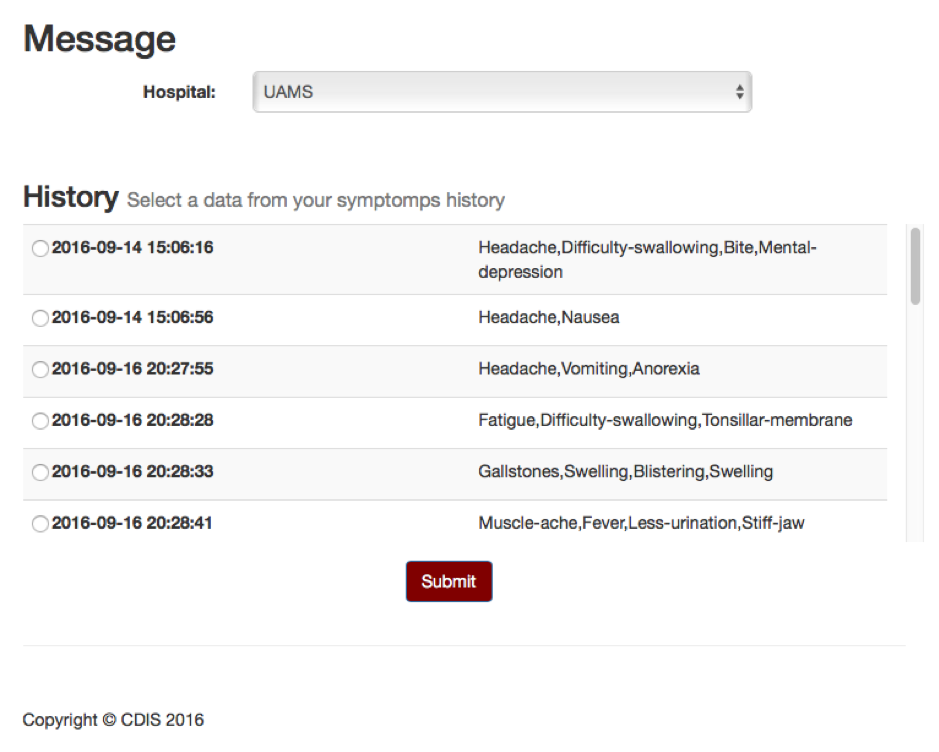 Message
Hospital: UAMS
History Select a data from your symptomps history
2016-09-14 15:06:16 Headache,Difficulty-swallowing,Bite,Mental-
depression
2016-09-14 15:06:56 Headache,Nausea
2016-09-16 20:27:55 Headache,Vomiting,Anorexia
2016-09-16 20:28:28 Fatigue,Difficulty-swallowing,Tonsillar-membrane
2016-09-16 20:28:33 Gallstones,Swelling,Blistering,Swelling
2016-09-16 20:28:41 Muscle-ache,Fever,Less-urination,Stiff-jaw
Submit
Copyright © CDIS 2016